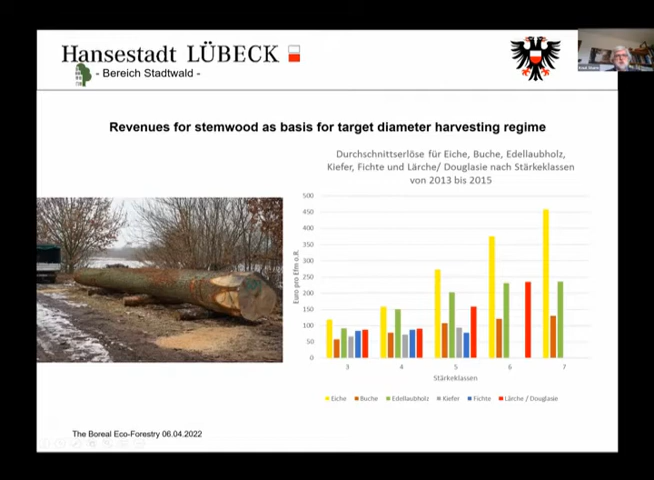 Hansestadt LÜBECK
- Bereich Stadtwald -
Revenues for stemwood as basis for target diameter harvesting regime
Durchschnittserlöse für Eiche, Buche, Edellaubholz,
Kiefer, Fichte und Lärche/ Douglasie nach Stärkeklassen
von 2013 bis 2015
Euro pro Efm o.R.
500
450
400
350
300
250
200
150
100
50
0
3 4 5 6 7
Stärkeklassen
Eiche Buche Edellaubholz Kiefer Fichte Lärche / Douglasie
The Boreal Eco-Forestry 06.04.2022